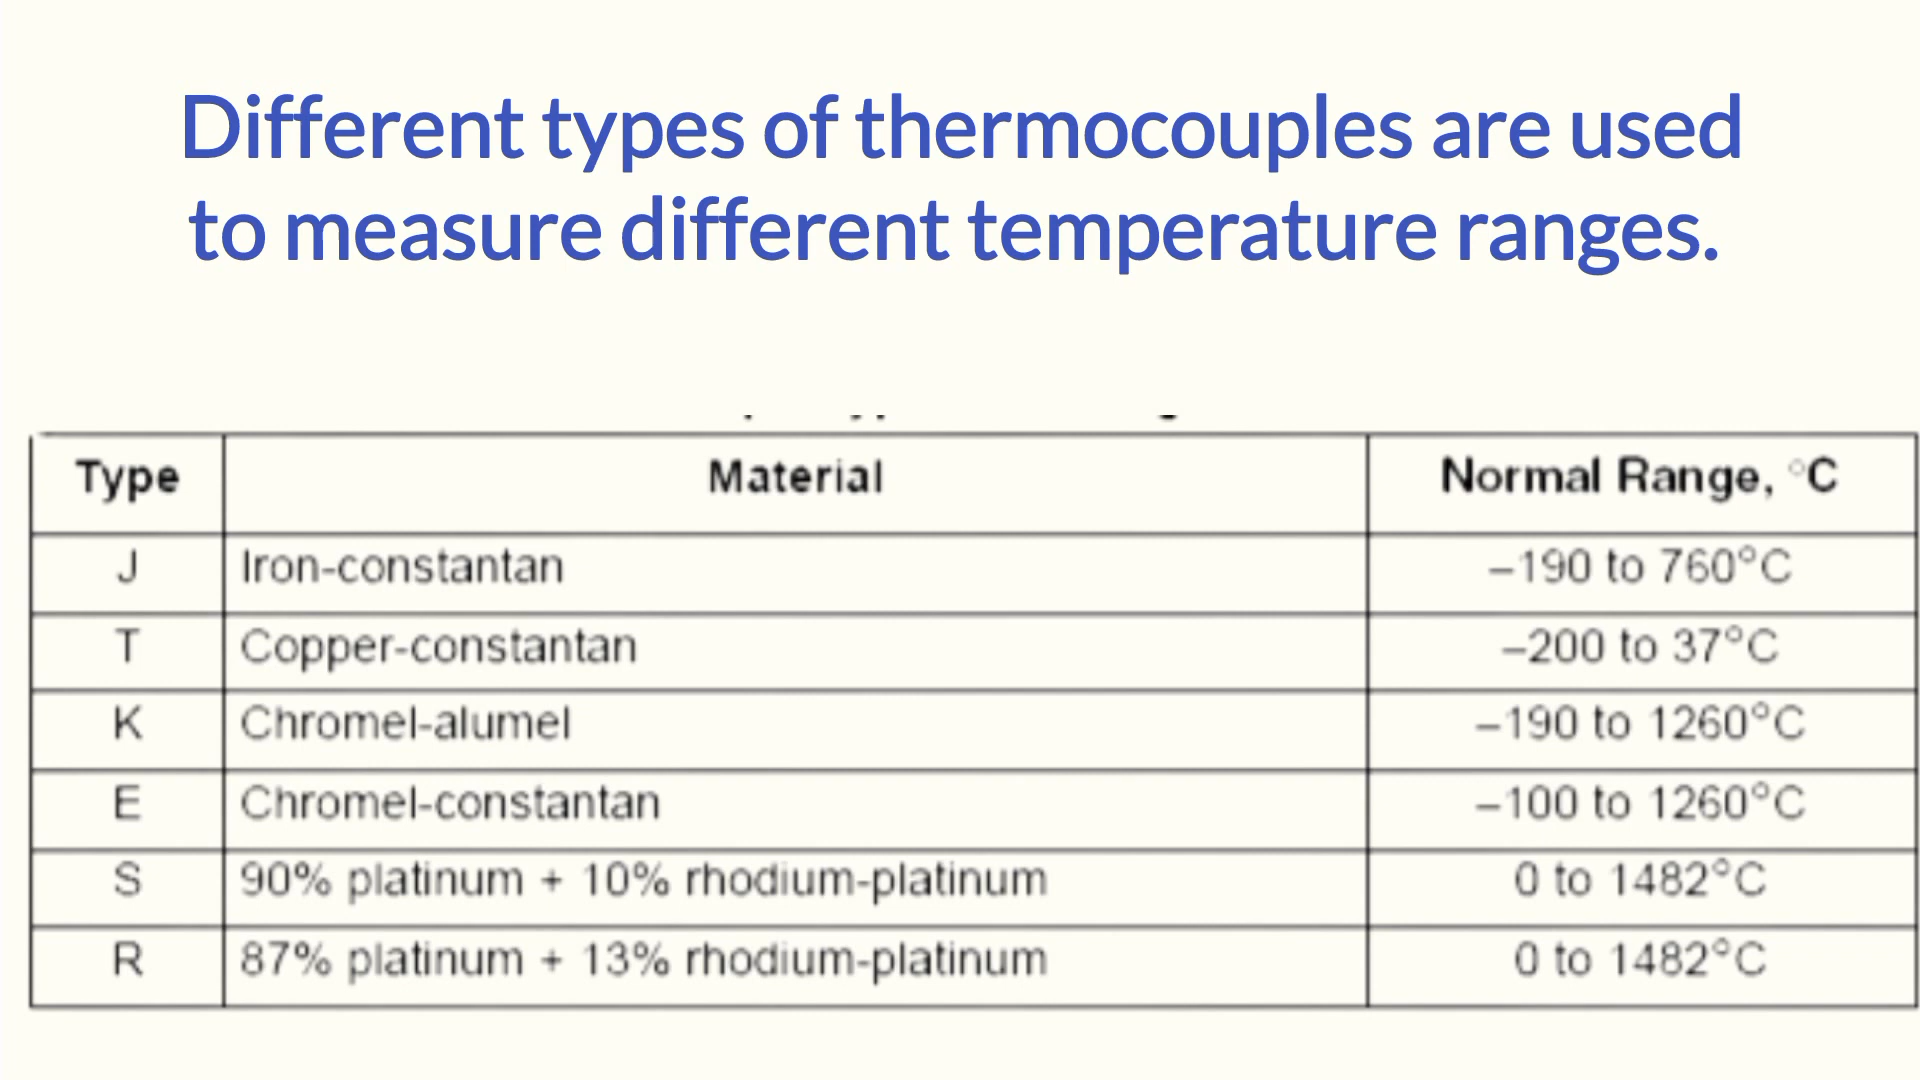 Different types of thermocouples are used
to measure different temperature ranges.
Type Material Normal Range, °C
J Iron-constantan –190 to 760°C
T Copper-constantan –200 to 37°C
K Chromel-alumel –190 to 1260°C
E Chromel-constantan –100 to 1260°C
S 90% platinum + 10% rhodium-platinum 0 to 1482°C
R 87% platinum + 13% rhodium-platinum 0 to 1482°C